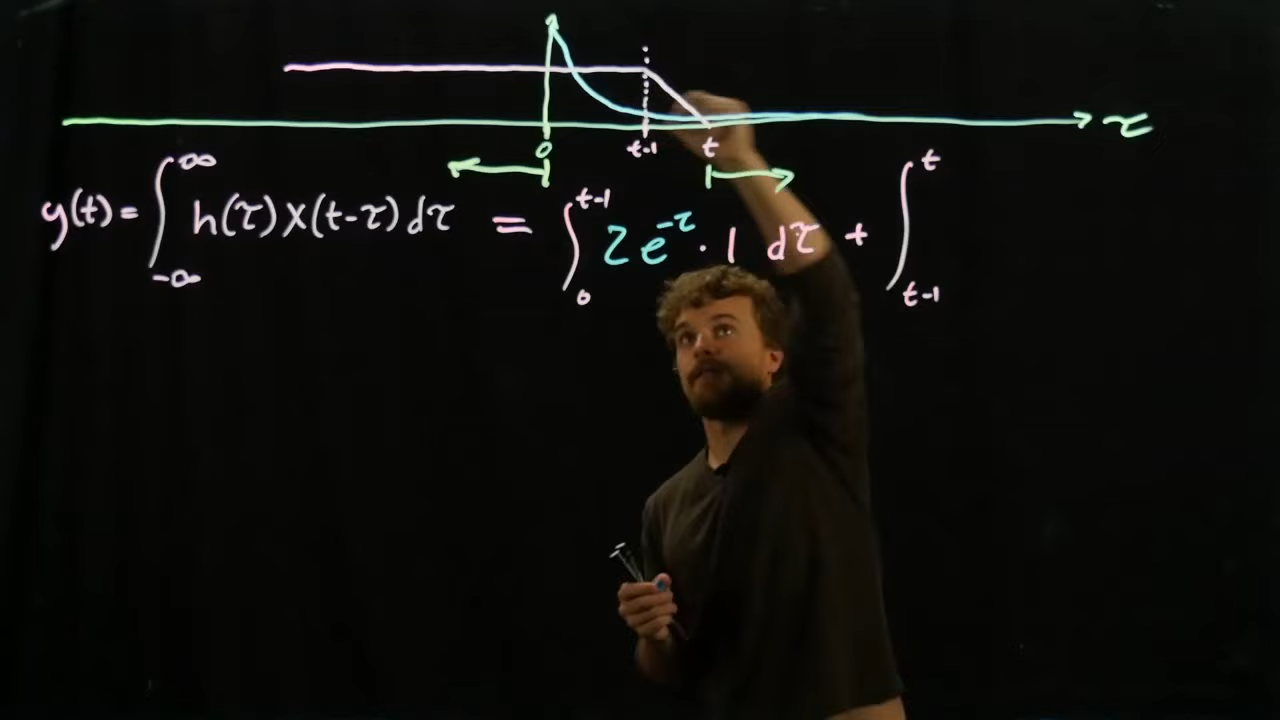 τ
0 t-1 t
y(t) = ∫_{-∞}^{∞} h(τ) x(t-τ) dτ = ∫_{0}^{t-1} 2e^{-τ} · 1 dτ + ∫_{t-1}^{t}